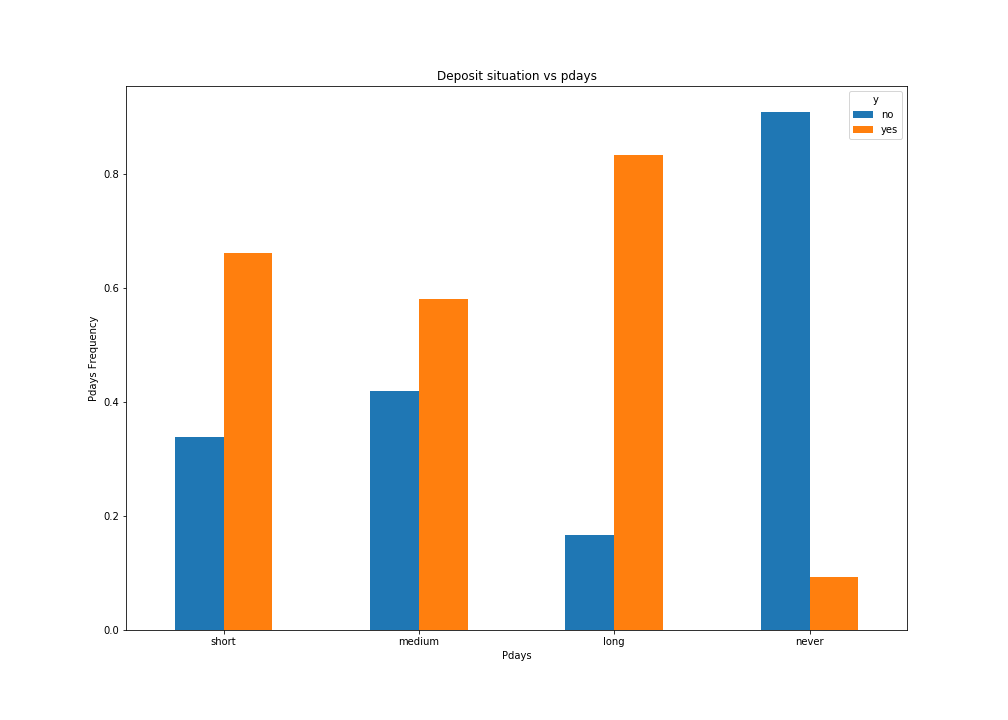 Deposit situation vs pdays
y
no
yes
Pdays Frequency
0.8
0.6
0.4
0.2
0.0
short medium long never
Pdays